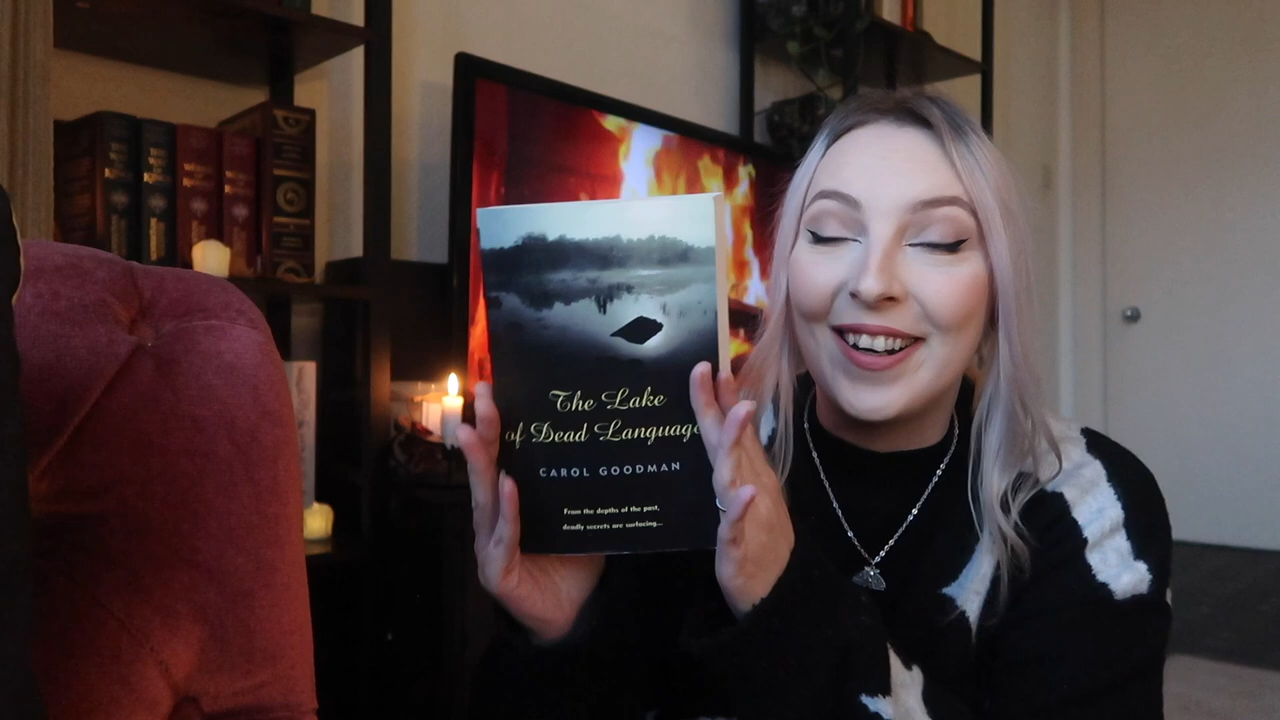 The Lake
of Dead Language
CAROL GOODMAN
From the depths of the past,
deadly secrets are surfacing...